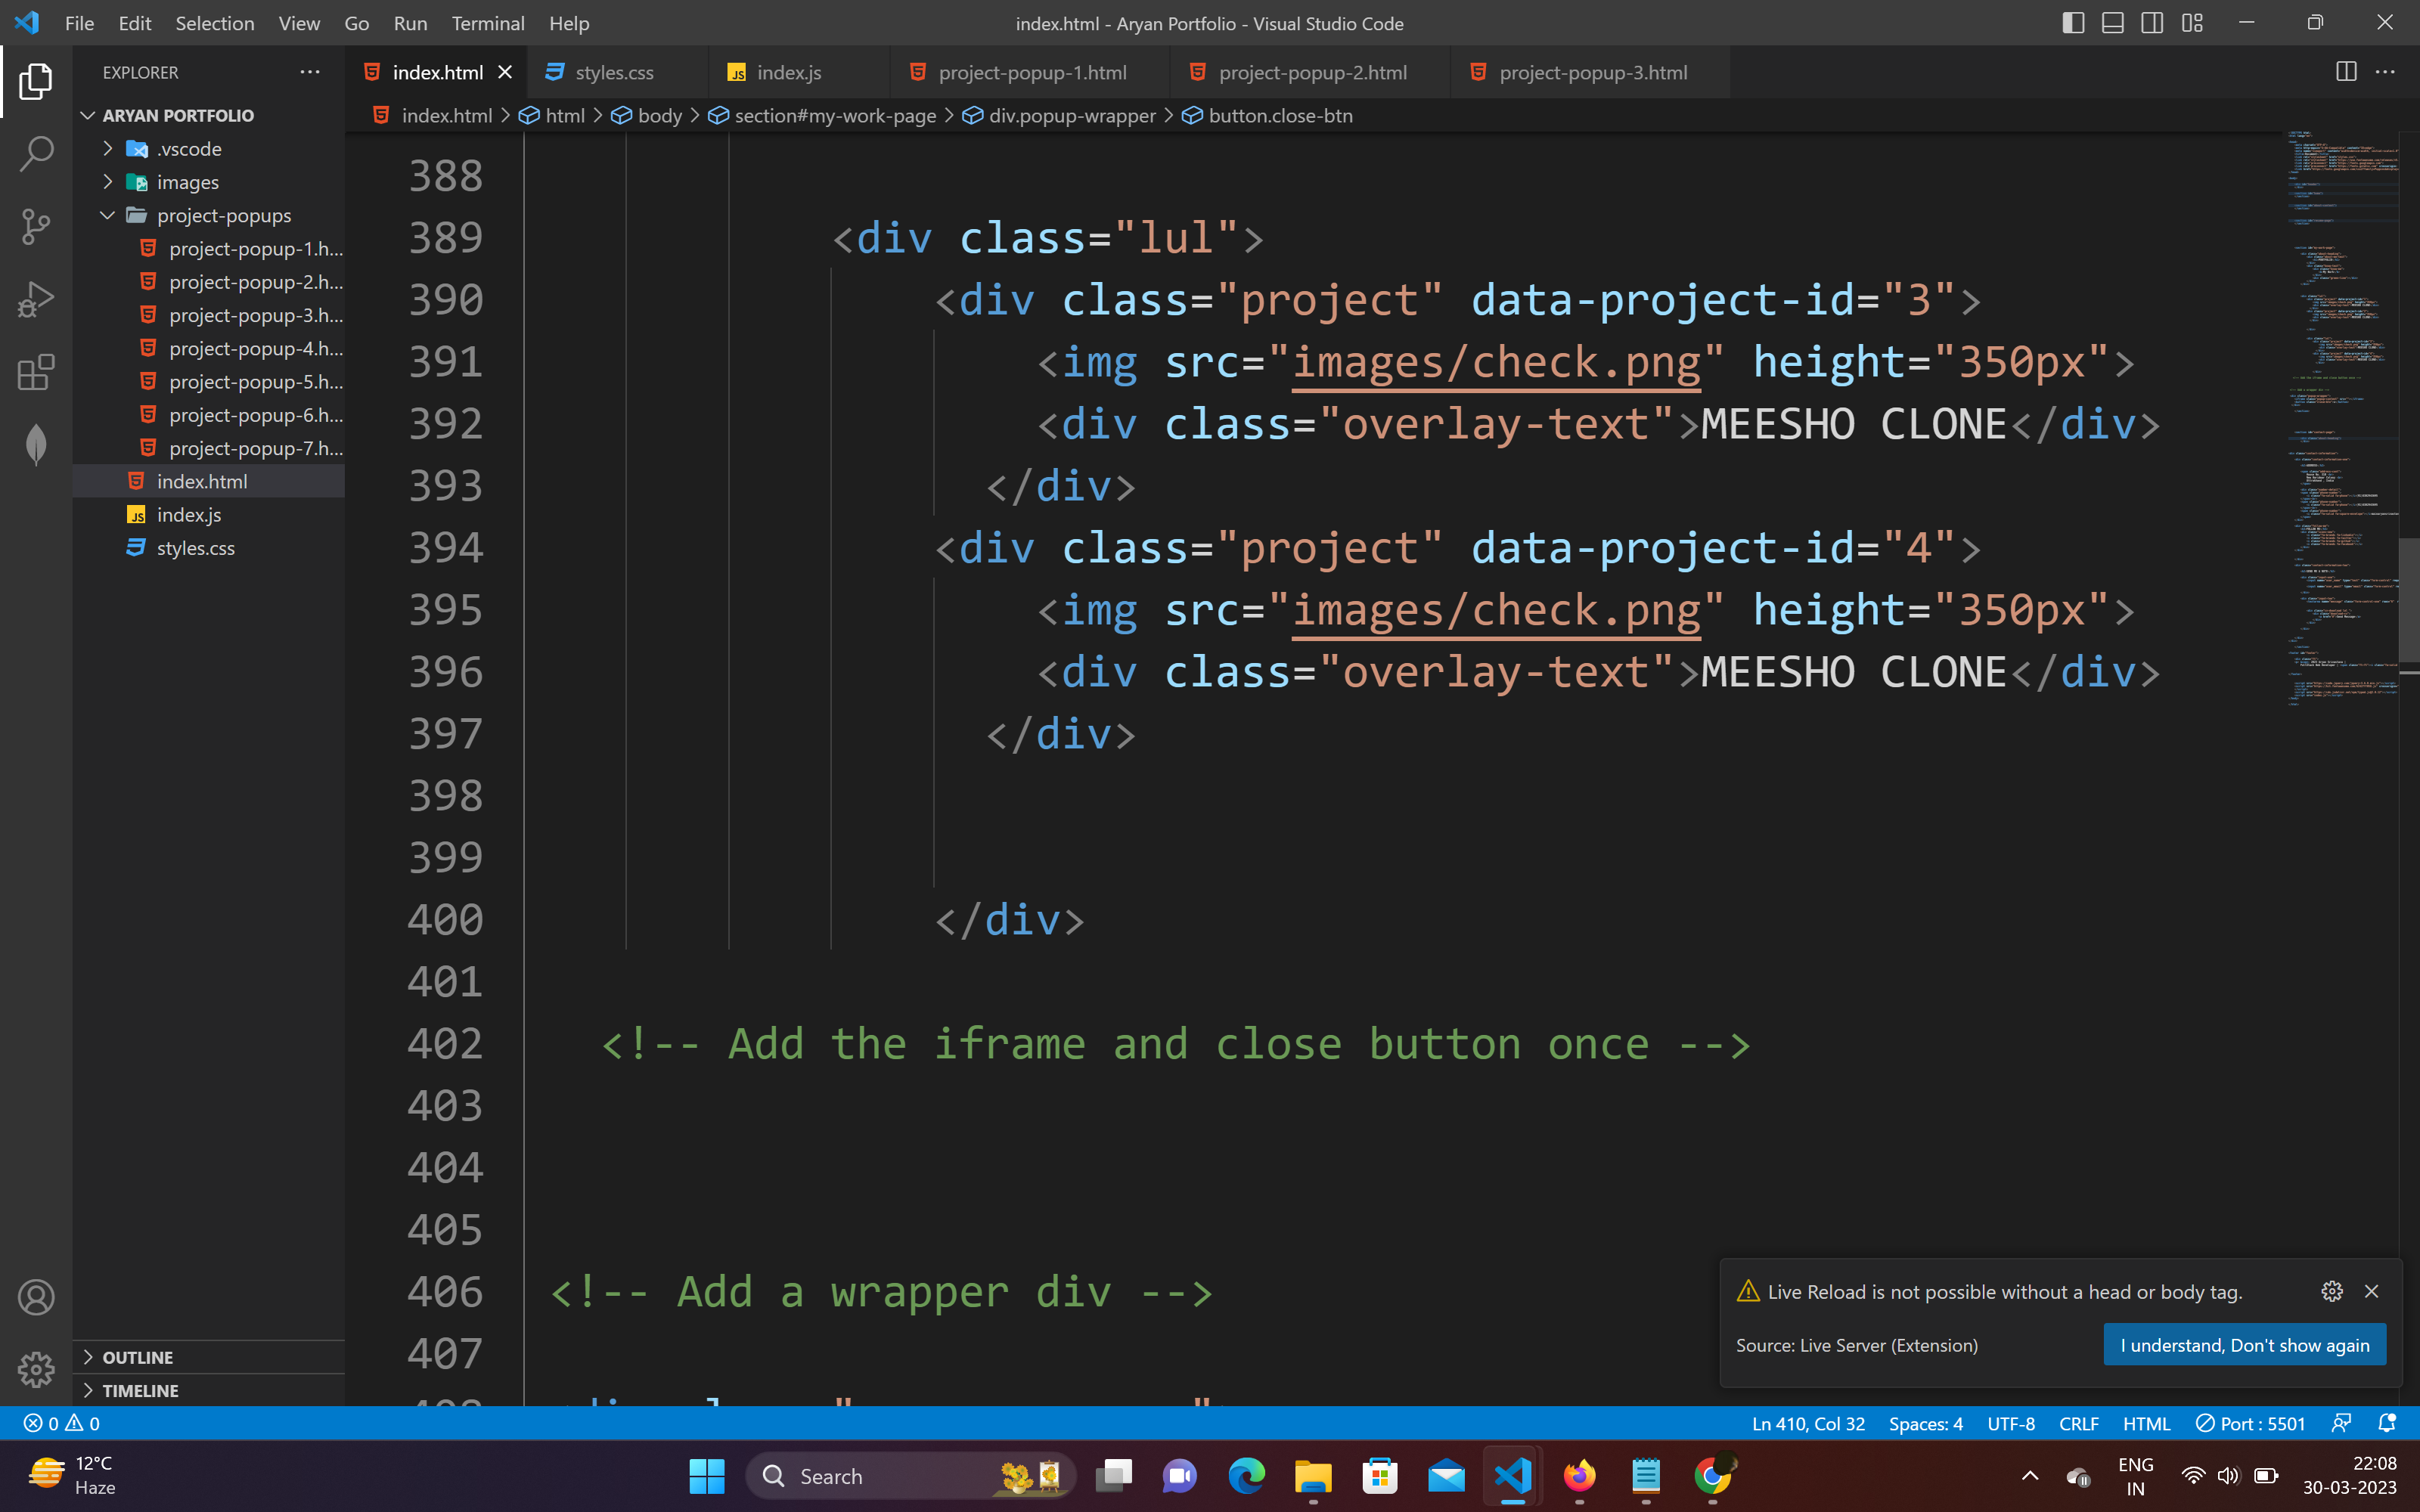 File Edit Selection View Go Run Terminal Help
index.html - Aryan Portfolio - Visual Studio Code
EXPLORER
ARYAN PORTFOLIO
.vscode
images
project-popups
project-popup-1.h...
project-popup-2.h...
project-popup-3.h...
project-popup-4.h...
project-popup-5.h...
project-popup-6.h...
project-popup-7.h...
index.html
index.js
styles.css
OUTLINE
TIMELINE
index.html styles.css index.js project-popup-1.html project-popup-2.html project-popup-3.html
index.html > html > body > section#my-work-page > div.popup-wrapper > button.close-btn
388
389 <div class="lul">
390 <div class="project" data-project-id="3">
391 <img src="images/check.png" height="350px">
392 <div class="overlay-text">MEESHO CLONE</div>
393 </div>
394 <div class="project" data-project-id="4">
395 <img src="images/check.png" height="350px">
396 <div class="overlay-text">MEESHO CLONE</div>
397 </div>
398
399
400 </div>
401
402 <!-- Add the iframe and close button once -->
403
404
405
406 <!-- Add a wrapper div -->
407
Live Reload is not possible without a head or body tag.
Source: Live Server (Extension)
I understand, Don't show again
0 0
Ln 410, Col 32 Spaces: 4 UTF-8 CRLF HTML Port : 5501
12°C
Haze
Search
ENG
IN
22:08
30-03-2023